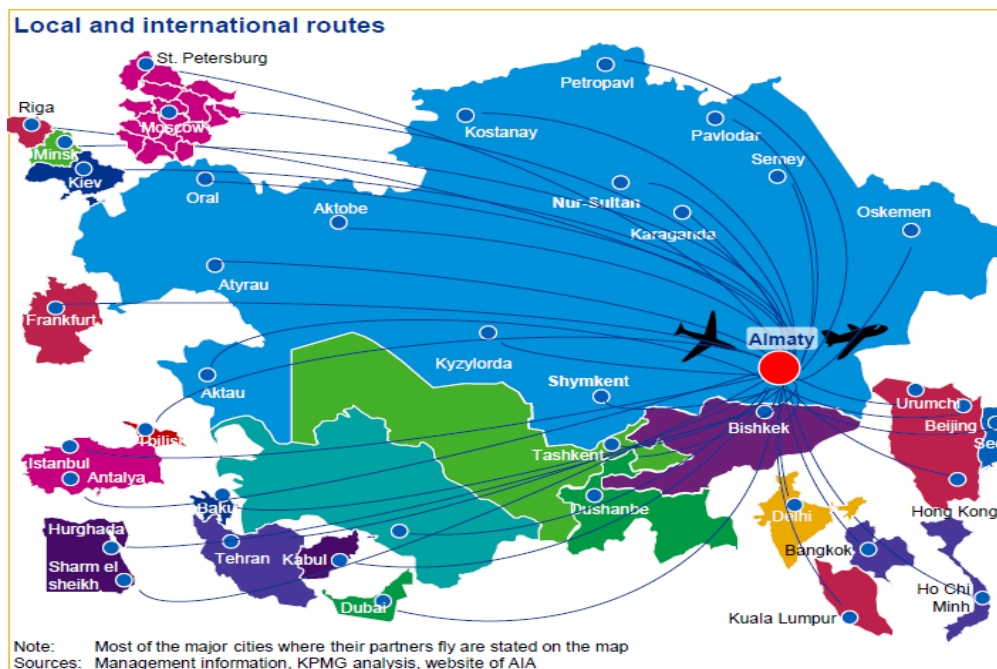 Local and international routes
St. Petersburg
Petropavl
Riga
Moscow
Kostanay
Pavlodar
Minsk
Semey
Kiev
Oral
Nur-Sultan
Aktobe
Karaganda
Oskemen
Atyrau
Frankfurt
Almaty
Kyzylorda
Aktau
Shymkent
Urumchi
Bishkek
Beijing
Tbilisi
Seo
Istanbul
Tashkent
Antalya
Baku
Dushanbe
Delhi
Hong Kong
Hurghada
Tehran
Kabul
Bangkok
Sharm el
sheikh
Dubai
Ho Chi
Minh
Kuala Lumpur
Note: Most of the major cities where their partners fly are stated on the map
Sources: Management information, KPMG analysis, website of AIA